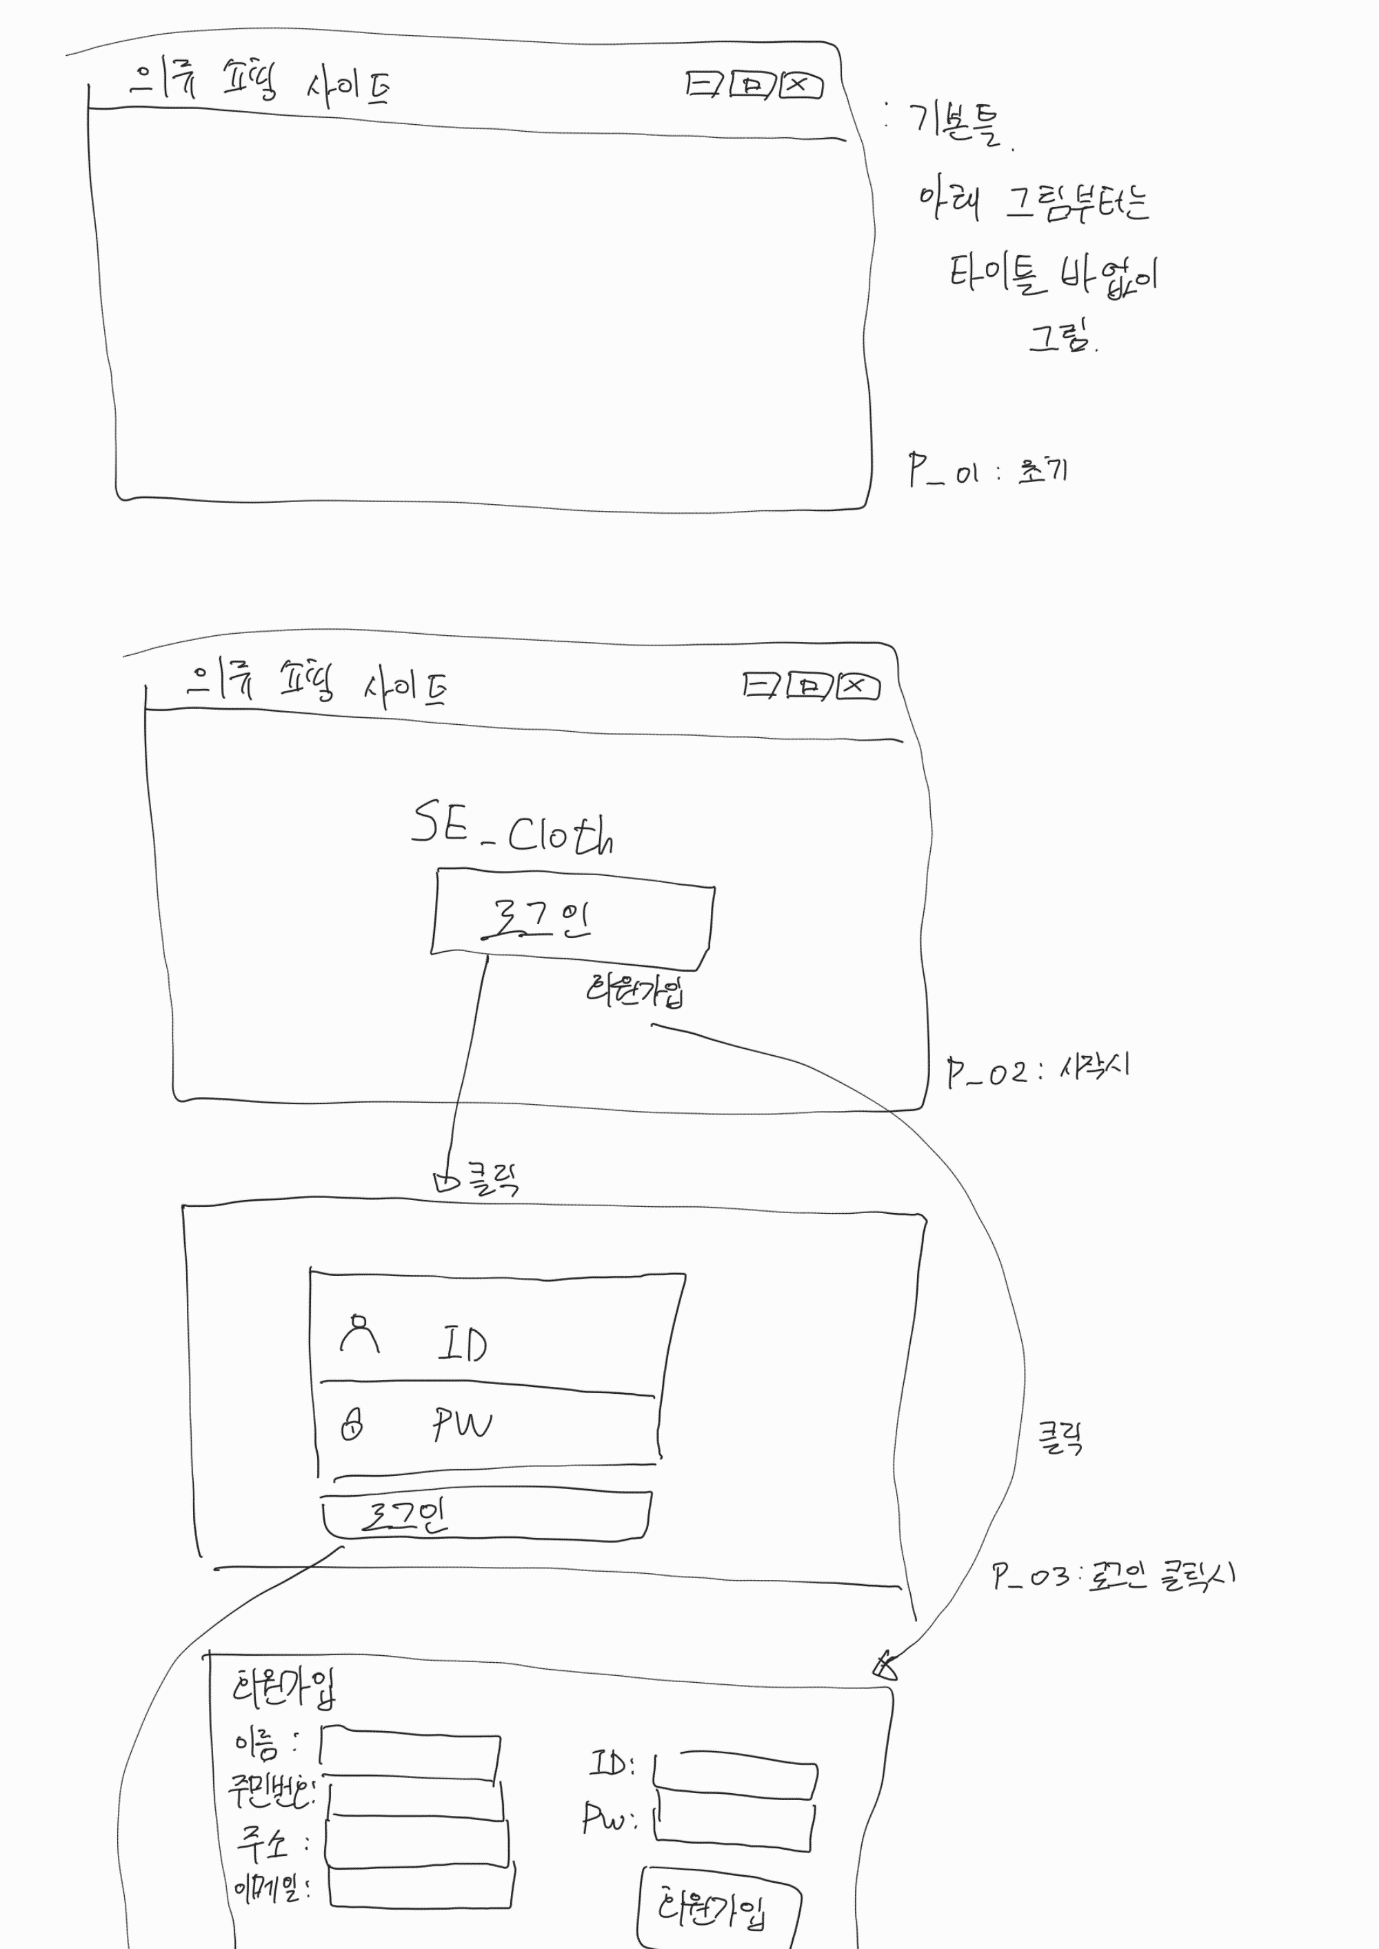 의류 쇼핑 사이트
: 기본틀.
아래 그림부터는
타이틀 바 없이
그림.
P_01 : 초기
의류 쇼핑 사이트
SE_Cloth
로그인
회원가입
P_02 : 시작시
클릭
ID
PW
로그인
클릭
P_03 : 로그인 클릭시
회원가입
이름 :
ID:
주민번호:
PW:
주소 :
이메일:
회원가입